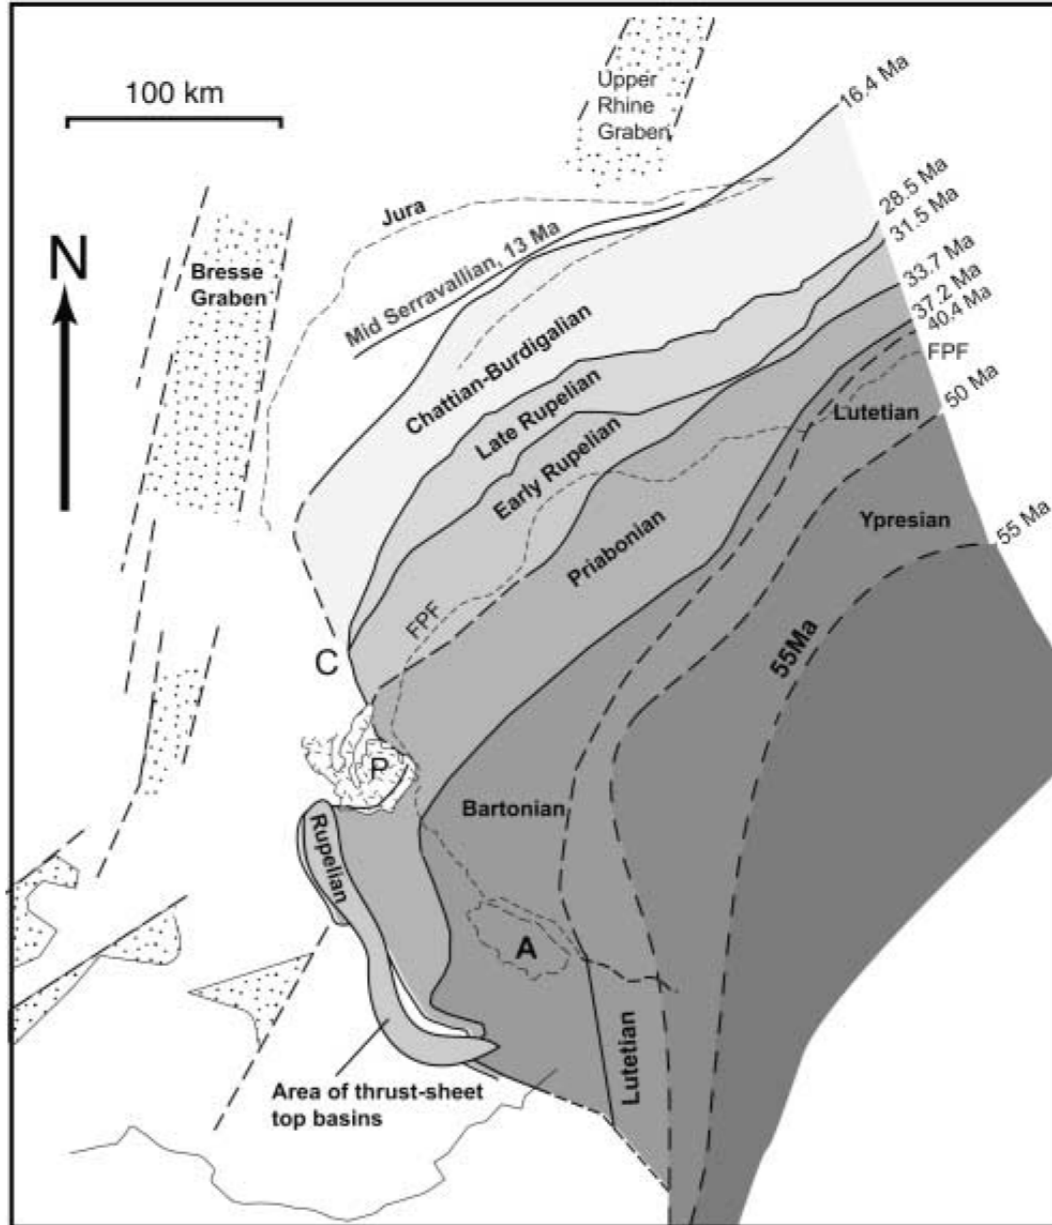 100 km
Upper
Rhine
Graben
16.4 Ma
28.5 Ma
31.5 Ma
33.7 Ma
37.2 Ma
40.4 Ma
FPF
50 Ma
55 Ma
N
Jura
Bresse
Graben
Mid Serravallian, 13 Ma
Chattian-Burdigalian
Late Rupelian
Early Rupelian
Lutetian
Ypresian
Priabonian
FPF
55Ma
C
P
Bartonian
Rupelian
A
Lutetian
Area of thrust-sheet
top basins